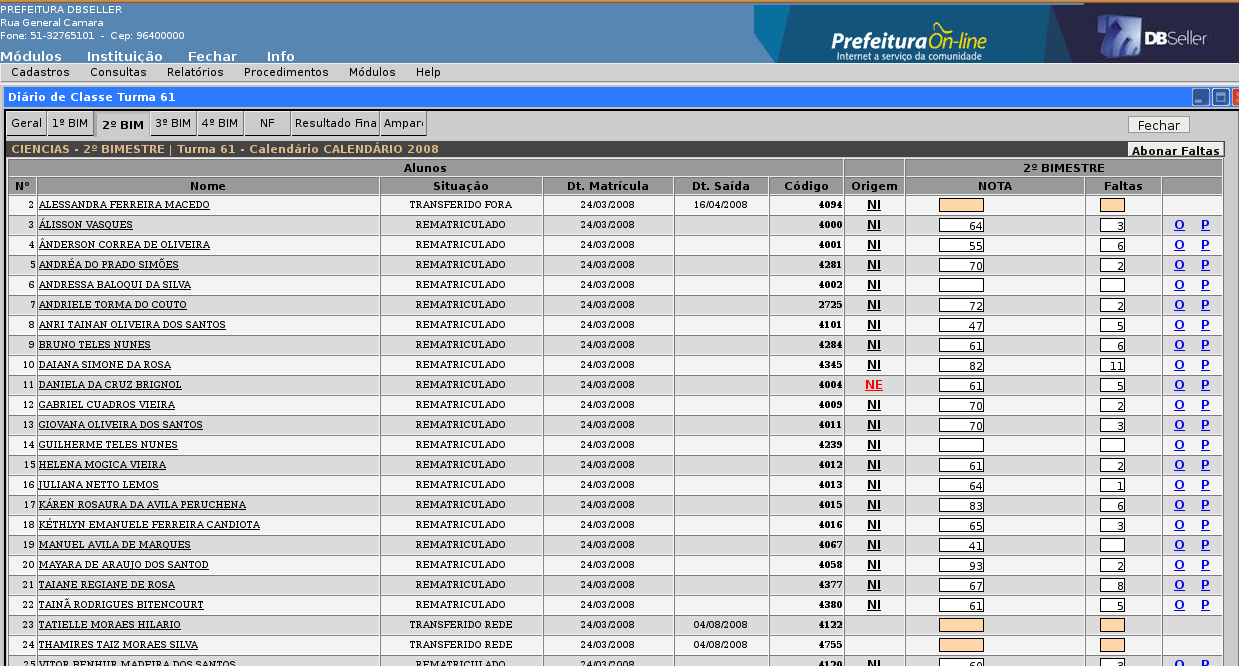 PREFEITURA DBSELLER
Rua General Camara
Fone: 51-32765101 - Cep: 96400000
Prefeitura On-line
Internet a serviço da comunidade
DBSeller
Módulos Instituição Fechar Info
Cadastros Consultas Relatórios Procedimentos Módulos Help
Diário de Classe Turma 61
Geral 1º BIM 2º BIM 3º BIM 4º BIM NF Resultado Fina Ampar
Fechar
CIENCIAS - 2º BIMESTRE | Turma 61 - Calendário CALENDÁRIO 2008
Abonar Faltas
Alunos 2º BIMESTRE
N° Nome Situação Dt. Matrícula Dt. Saída Código Origem NOTA Faltas
2 ALESSANDRA FERREIRA MACEDO TRANSFERIDO FORA 24/03/2008 16/04/2008 4094 NI
3 ÁLISSON VASQUES REMATRICULADO 24/03/2008 4000 NI 64 3 O P
4 ÂNDERSON CORREA DE OLIVEIRA REMATRICULADO 24/03/2008 4001 NI 55 6 O P
5 ANDRÉA DO PRADO SIMÕES REMATRICULADO 24/03/2008 4281 NI 70 2 O P
6 ANDRESSA BALOQUI DA SILVA REMATRICULADO 24/03/2008 4002 NI O P
7 ANDRIELE TORMA DO COUTO REMATRICULADO 24/03/2008 2725 NI 72 2 O P
8 ANRI TAINAN OLIVEIRA DOS SANTOS REMATRICULADO 24/03/2008 4101 NI 47 5 O P
9 BRUNO TELES NUNES REMATRICULADO 24/03/2008 4284 NI 61 6 O P
10 DAIANA SIMONE DA ROSA REMATRICULADO 24/03/2008 4345 NI 82 11 O P
11 DANIELA DA CRUZ BRIGNOL REMATRICULADO 24/03/2008 4004 NE 61 5 O P
12 GABRIEL CUADROS VIEIRA REMATRICULADO 24/03/2008 4009 NI 70 2 O P
13 GIOVANA OLIVEIRA DOS SANTOS REMATRICULADO 24/03/2008 4011 NI 70 3 O P
14 GUILHERME TELES NUNES REMATRICULADO 24/03/2008 4239 NI O P
15 HELENA MOGICA VIEIRA REMATRICULADO 24/03/2008 4012 NI 61 2 O P
16 JULIANA NETTO LEMOS REMATRICULADO 24/03/2008 4013 NI 64 1 O P
17 KÁREN ROSAURA DA AVILA PERUCHENA REMATRICULADO 24/03/2008 4015 NI 83 6 O P
18 KÉTHLYN EMANUELE FERREIRA CANDIOTA REMATRICULADO 24/03/2008 4016 NI 65 3 O P
19 MANUEL AVILA DE MARQUES REMATRICULADO 24/03/2008 4067 NI 41 O P
20 MAYARA DE ARAUJO DOS SANTOD REMATRICULADO 24/03/2008 4058 NI 93 2 O P
21 TAIANE REGIANE DE ROSA REMATRICULADO 24/03/2008 4377 NI 67 8 O P
22 TAINÃ RODRIGUES BITENCOURT REMATRICULADO 24/03/2008 4380 NI 61 5 O P
23 TATIELLE MORAES HILARIO TRANSFERIDO REDE 24/03/2008 04/08/2008 4122
24 THAMIRES TAIZ MORAES SILVA TRANSFERIDO REDE 24/03/2008 04/08/2008 4755
25 VITOR BENHUR MADEIRA DOS SANTOS REMATRICULADO 24/03/2008 4120 NI 60 3 O P